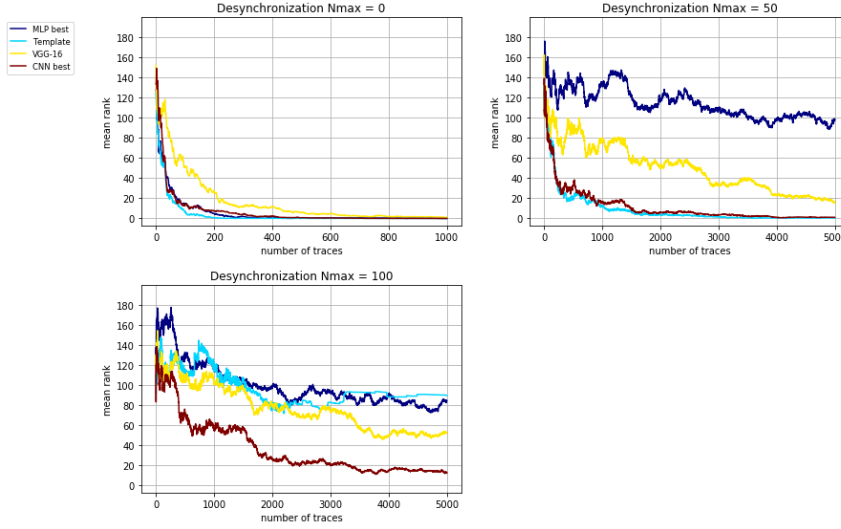 MLP best
Template
VGG-16
CNN best
Desynchronization Nmax = 0
mean rank
180
160
140
120
100
80
60
40
20
0
0 200 400 600 800 1000
number of traces
Desynchronization Nmax = 50
mean rank
180
160
140
120
100
80
60
40
20
0
0 1000 2000 3000 4000 500
number of traces
Desynchronization Nmax = 100
mean rank
180
160
140
120
100
80
60
40
20
0
0 1000 2000 3000 4000 5000
number of traces